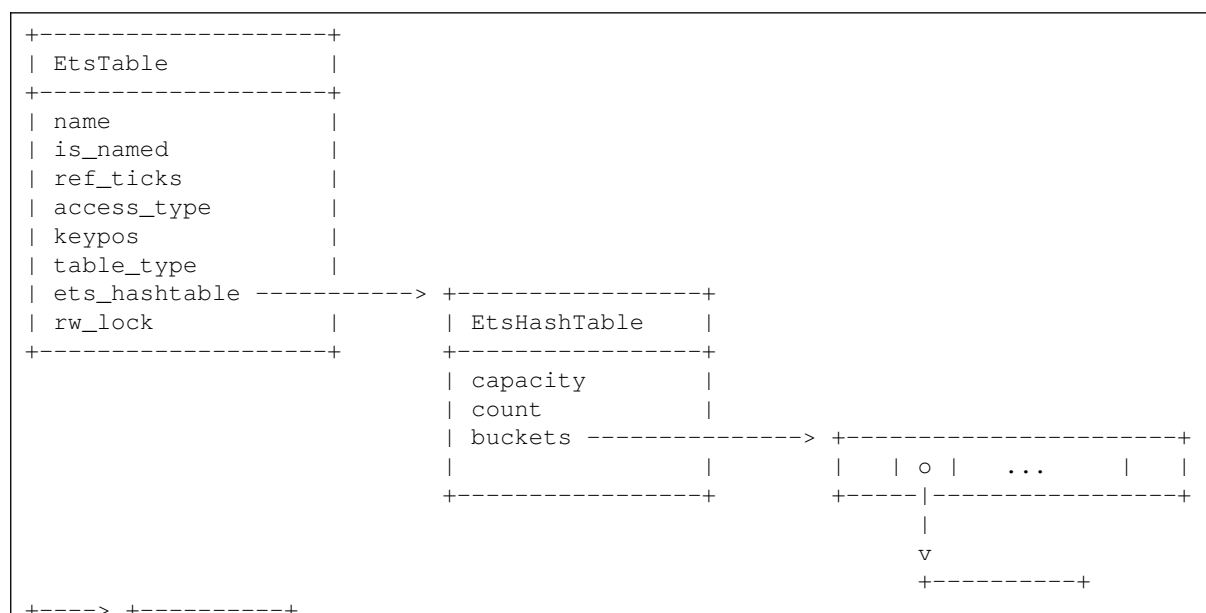 +--------------------+
| EtsTable           |
+--------------------+
| name               |
| is_named           |
| ref_ticks          |
| access_type        |
| keypos             |
| table_type         |
| ets_hashtable -----------> +-----------------+
| rw_lock            |       | EtsHashTable    |
+--------------------+       +-----------------+
                             | capacity        |
                             | count           |
                             | buckets ---------------> +-----------------------+
                             |                 |        |   | o |   ...     |   |
                             +-----------------+        +-----|-----------------+
                                                              |
                                                              v
                                                              +----------+
+----> +----------+